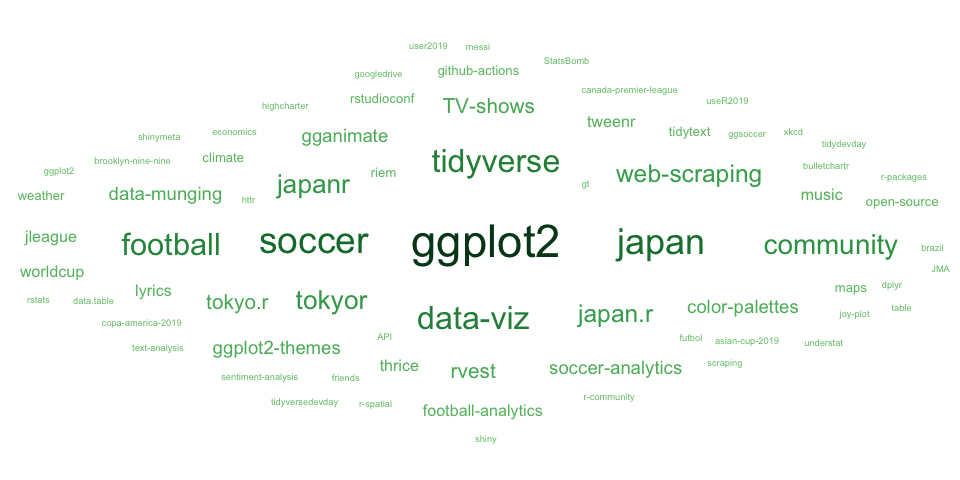 user2019
messi
StatsBomb
googledrive
github-actions
canada-premier-league
highcharter
rstudioconf
TV-shows
useR2019
shinymeta
economics
gganimate
tweenr
tidytext
ggsoccer
xkcd
tidydevday
ggplot2
brooklyn-nine-nine
climate
riem
tidyverse
web-scraping
bulletchartr
r-packages
weather
data-munging
httr
japanr
gt
music
open-source
jleague
football
soccer
ggplot2
japan
community
brazil
worldcup
JMA
rstats
data.table
lyrics
tokyo.r
tokyor
data-viz
japan.r
color-palettes
maps
dplyr
joy-plot
table
copa-america-2019
text-analysis
ggplot2-themes
API
futbol
asian-cup-2019
understat
sentiment-analysis
friends
thrice
rvest
soccer-analytics
scraping
tidyversedevday
r-spatial
football-analytics
r-community
shiny